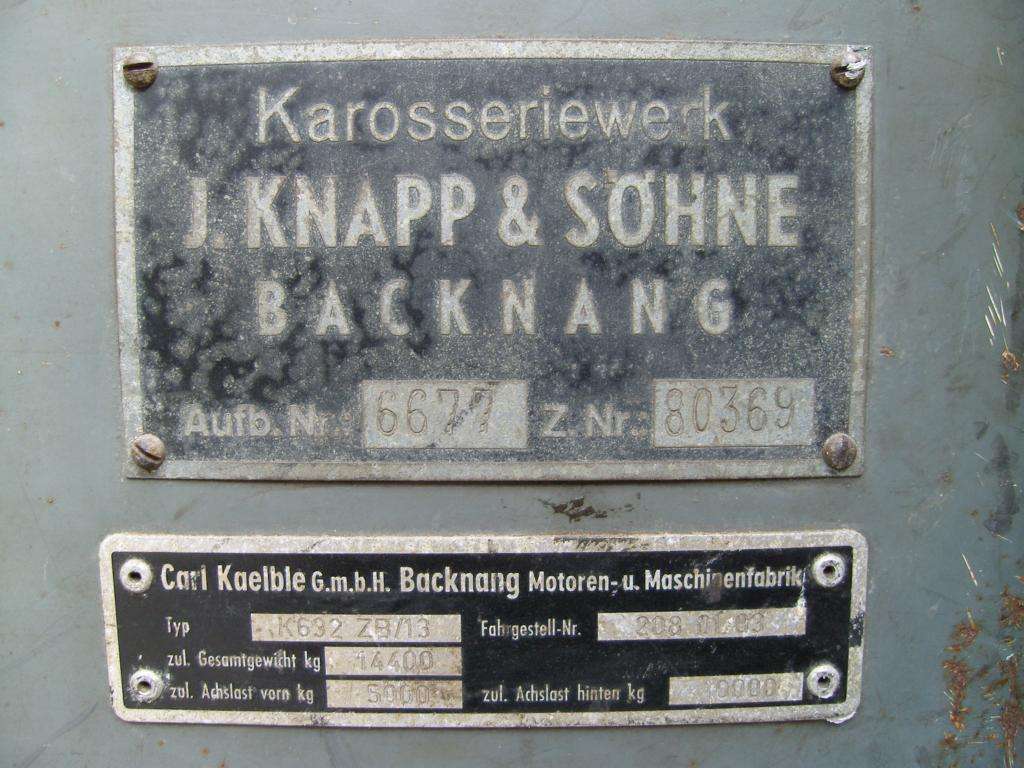 Karosseriewerk
J. KNAPP & SÖHNE
BACKNANG
Aufb. Nr.: 6677 Z. Nr.: 80369
Carl Kaelble G.m.b.H. Backnang Motoren- u. Maschinenfabrik
Typ K632 ZB/13 Fahrgestell-Nr.
zul. Gesamtgewicht kg 14400
zul. Achslast vorn kg 5000 zul. Achslast hinten kg